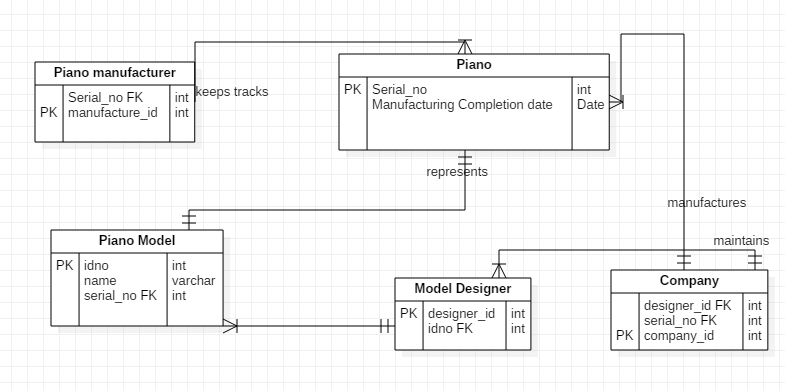 Piano manufacturer
Serial_no FK int
PK manufacture_id int
keeps tracks
Piano
PK Serial_no int
Manufacturing Completion date Date
represents
manufactures
maintains
Piano Model
PK idno int
name varchar
serial_no FK int
Model Designer
PK designer_id int
idno FK int
Company
designer_id FK int
serial_no FK int
PK company_id int